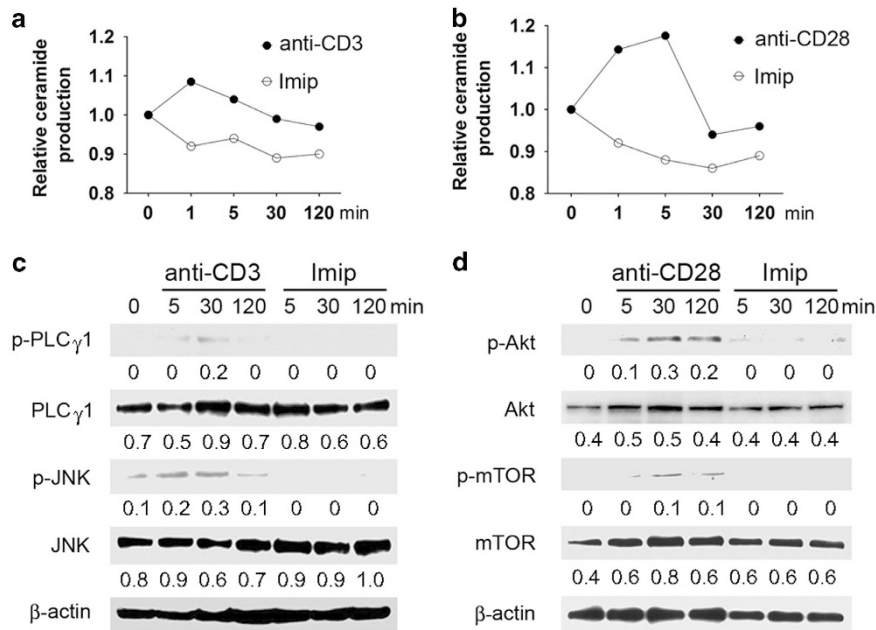 a
Relative ceramide
production
1.2
1.1
1.0
0.9
0.8
anti-CD3
Imip
0 1 5 30 120 min
b
Relative ceramide
production
1.2
1.1
1.0
0.9
0.8
anti-CD28
Imip
0 1 5 30 120 min
c
anti-CD3 Imip
0 5 30 120 5 30 120 min
p-PLCγ1
0 0 0.2 0 0 0 0
PLCγ1
0.7 0.5 0.9 0.7 0.8 0.6 0.6
p-JNK
0.1 0.2 0.3 0.1 0 0 0
JNK
0.8 0.9 0.6 0.7 0.9 0.9 1.0
β-actin
d
anti-CD28 Imip
0 5 30 120 5 30 120 min
p-Akt
0 0.1 0.3 0.2 0 0 0
Akt
0.4 0.5 0.5 0.4 0.4 0.4 0.4
p-mTOR
0 0 0.1 0.1 0 0 0
mTOR
0.4 0.6 0.8 0.6 0.6 0.6 0.6
β-actin